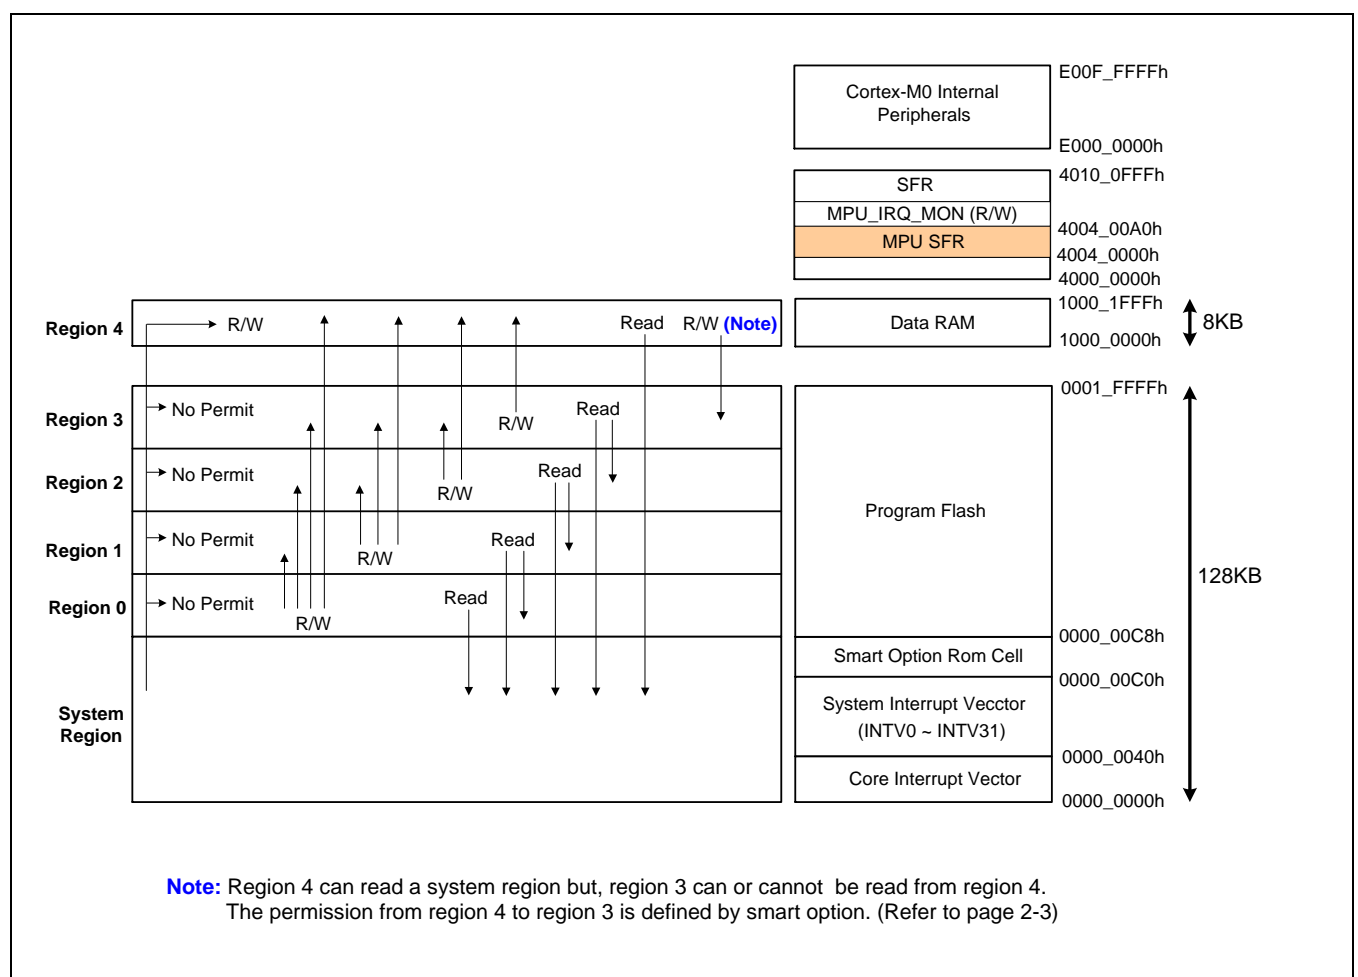 E00F_FFFFh
Cortex-M0 Internal
Peripherals
E000_0000h
4010_0FFFh
SFR
MPU_IRQ_MON (R/W)
4004_00A0h
MPU SFR
4004_0000h
4000_0000h
1000_1FFFh
Region 4
R/W
Read
R/W (Note)
Data RAM
8KB
1000_0000h
0001_FFFFh
Region 3
No Permit
R/W
Read
Region 2
No Permit
R/W
Read
Program Flash
Region 1
No Permit
R/W
Read
128KB
Region 0
No Permit
R/W
Read
0000_00C8h
Smart Option Rom Cell
0000_00C0h
System
Region
System Interrupt Vecctor
(INTV0 ~ INTV31)
0000_0040h
Core Interrupt Vector
0000_0000h
Note: Region 4 can read a system region but, region 3 can or cannot be read from region 4.
The permission from region 4 to region 3 is defined by smart option. (Refer to page 2-3)